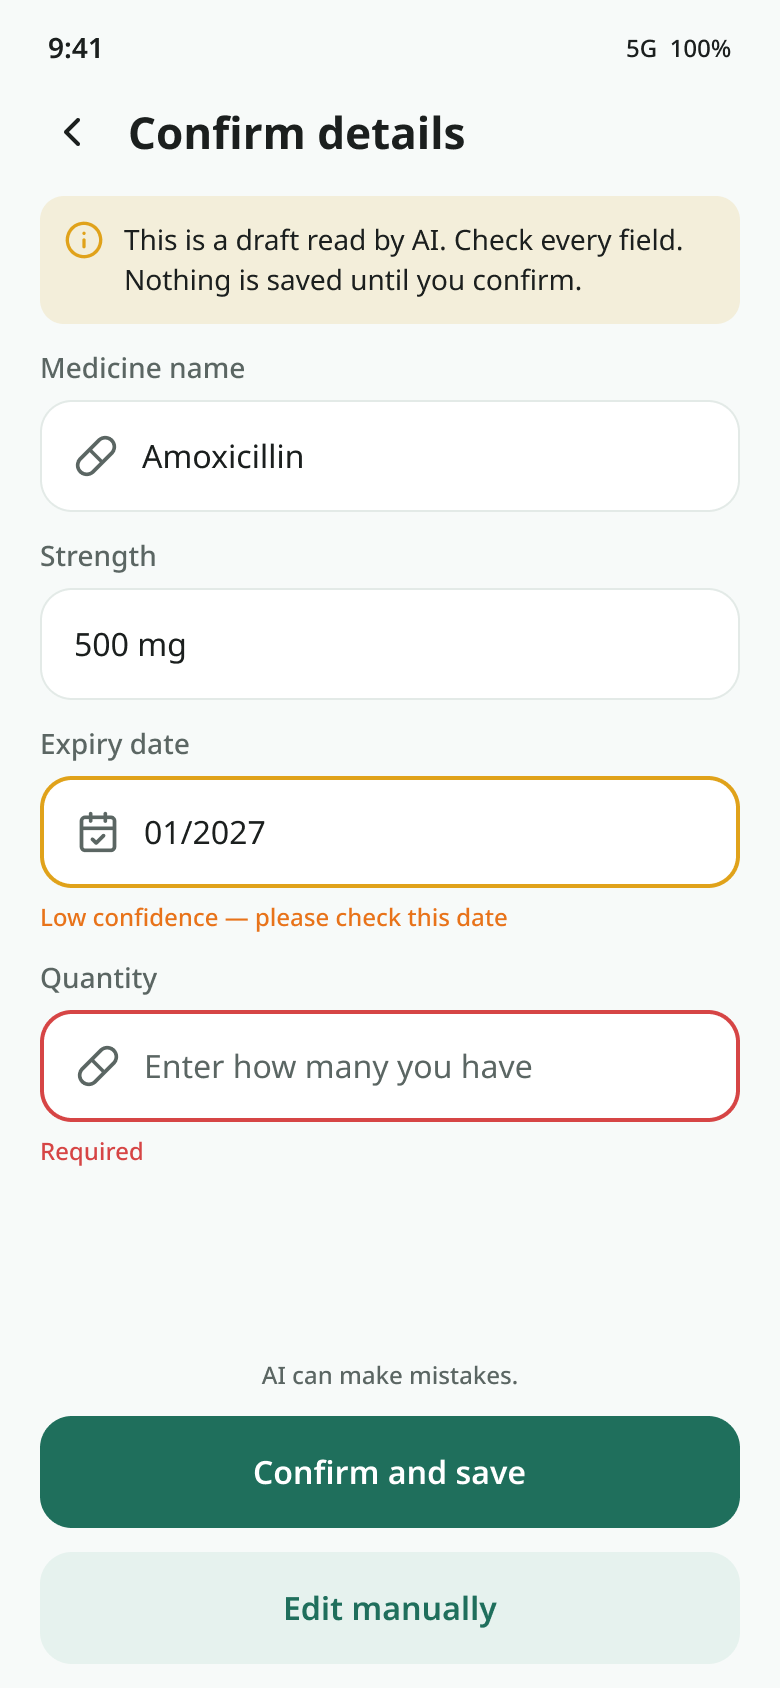 9:41
5G 100%
Confirm details
This is a draft read by AI. Check every field.
Nothing is saved until you confirm.
Medicine name
Amoxicillin
Strength
500 mg
Expiry date
01/2027
Low confidence — please check this date
Quantity
Enter how many you have
Required
AI can make mistakes.
Confirm and save
Edit manually